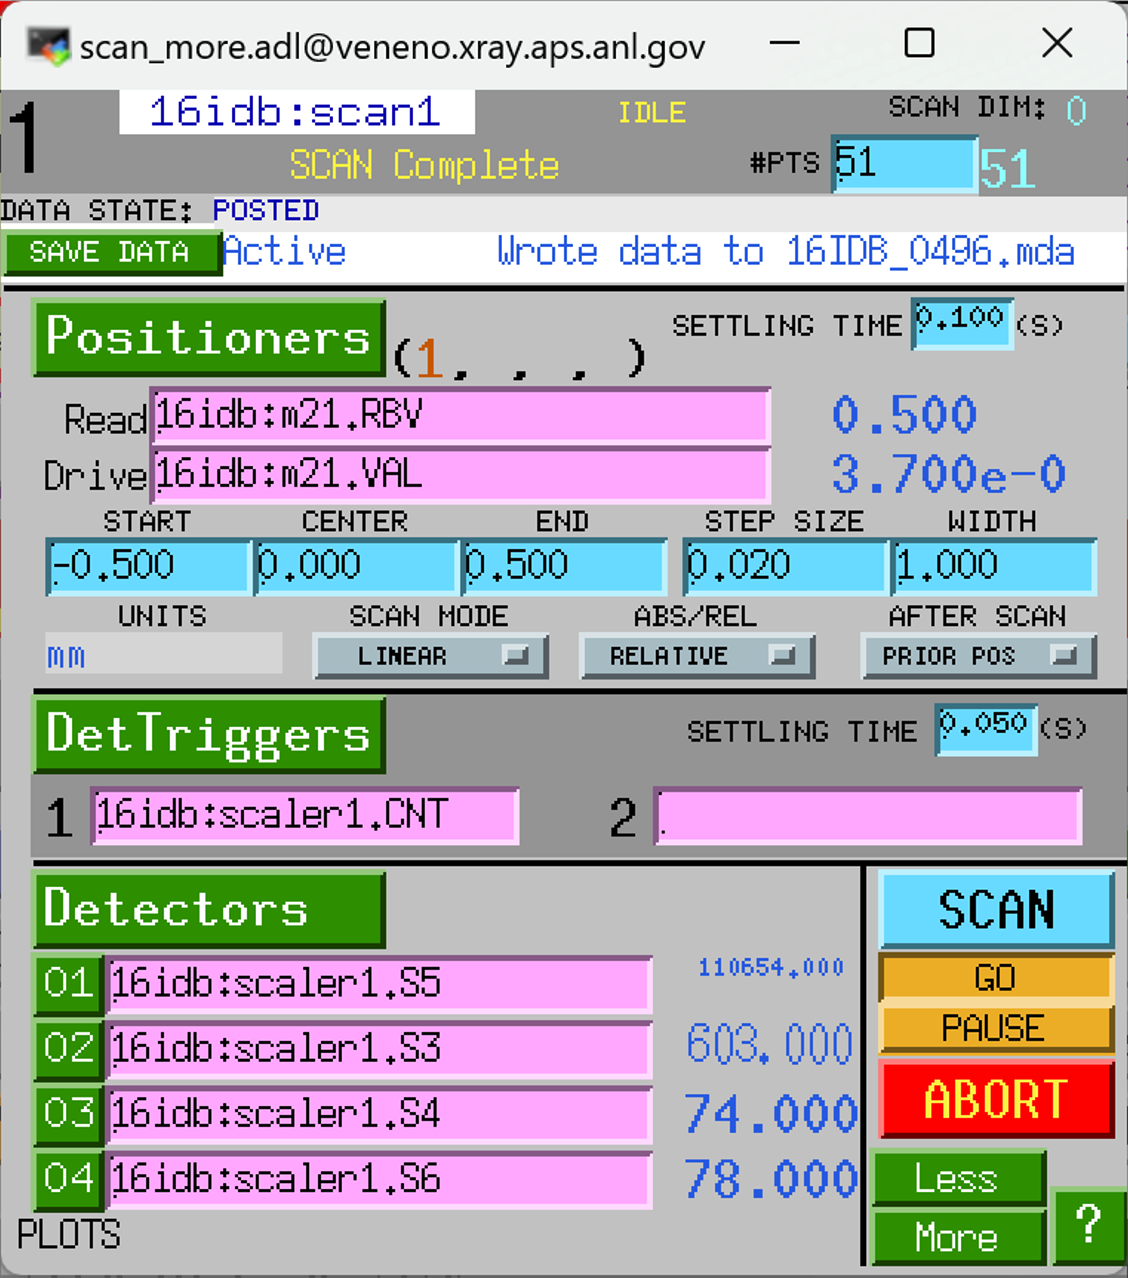 scan_more.adl@veneno.xray.aps.anl.gov
1 16idb:scan1 IDLE SCAN DIM: 0
SCAN Complete #PTS 51 51
DATA STATE: POSTED
SAVE DATA Active Wrote data to 16IDB_0496.mda
Positioners (1, , , ) SETTLING TIME 0.100 (S)
Read 16idb:m21.RBV 0.500
Drive 16idb:m21.VAL 3.700e-0
START CENTER END STEP SIZE WIDTH
-0.500 0.000 0.500 0.020 1.000
UNITS SCAN MODE ABS/REL AFTER SCAN
mm LINEAR RELATIVE PRIOR POS
DetTriggers SETTLING TIME 0.050 (S)
1 16idb:scaler1.CNT 2
Detectors
01 16idb:scaler1.S5 110654.000
02 16idb:scaler1.S3 603.000
03 16idb:scaler1.S4 74.000
04 16idb:scaler1.S6 78.000
PLOTS
SCAN
GO
PAUSE
ABORT
Less
More ?